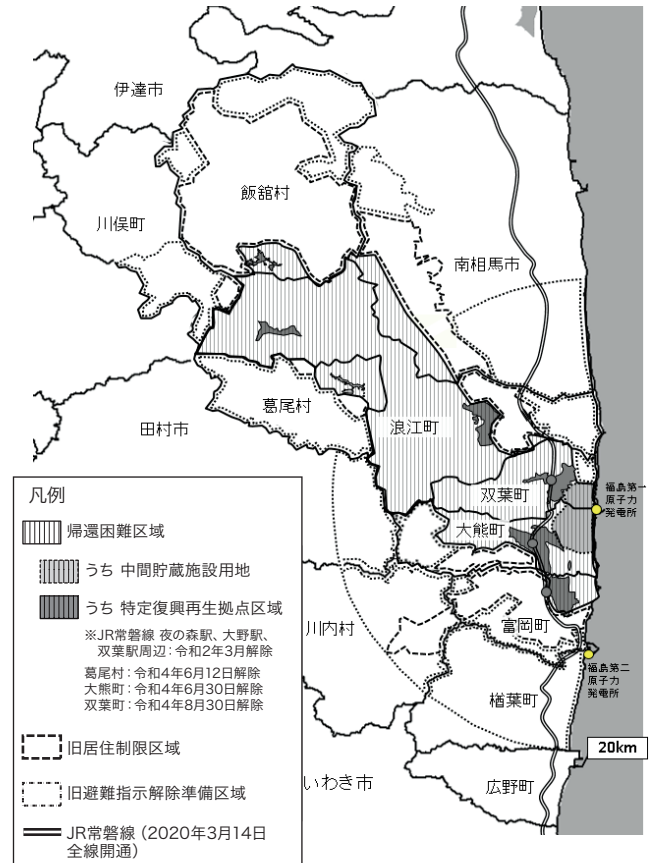 伊達市
飯舘村
川俣町
南相馬市
葛尾村
田村市
浪江町
双葉町
大熊町
福島第一
原子力
発電所
川内村
富岡町
福島第二
原子力
発電所
楢葉町
20km
いわき市
広野町
凡例
帰還困難区域
うち 中間貯蔵施設用地
うち 特定復興再生拠点区域
※JR常磐線 夜の森駅、大野駅、
双葉駅周辺:令和2年3月解除
葛尾村:令和4年6月12日解除
大熊町:令和4年6月30日解除
双葉町:令和4年8月30日解除
旧居住制限区域
旧避難指示解除準備区域
JR常磐線（2020年3月14日
全線開通）